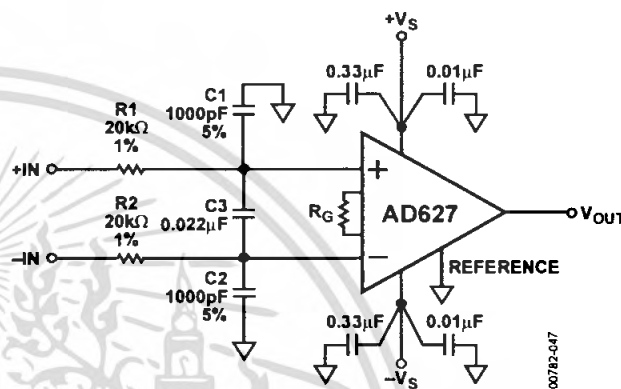 +VS
0.33µF
0.01µF
C1
1000pF
5%
R1
20kΩ
1%
+IN
+
R2
20kΩ
1%
C3
0.022µF
RG
AD627
VOUT
–IN
–
REFERENCE
C2
1000pF
5%
0.33µF
0.01µF
–VS
00782-047